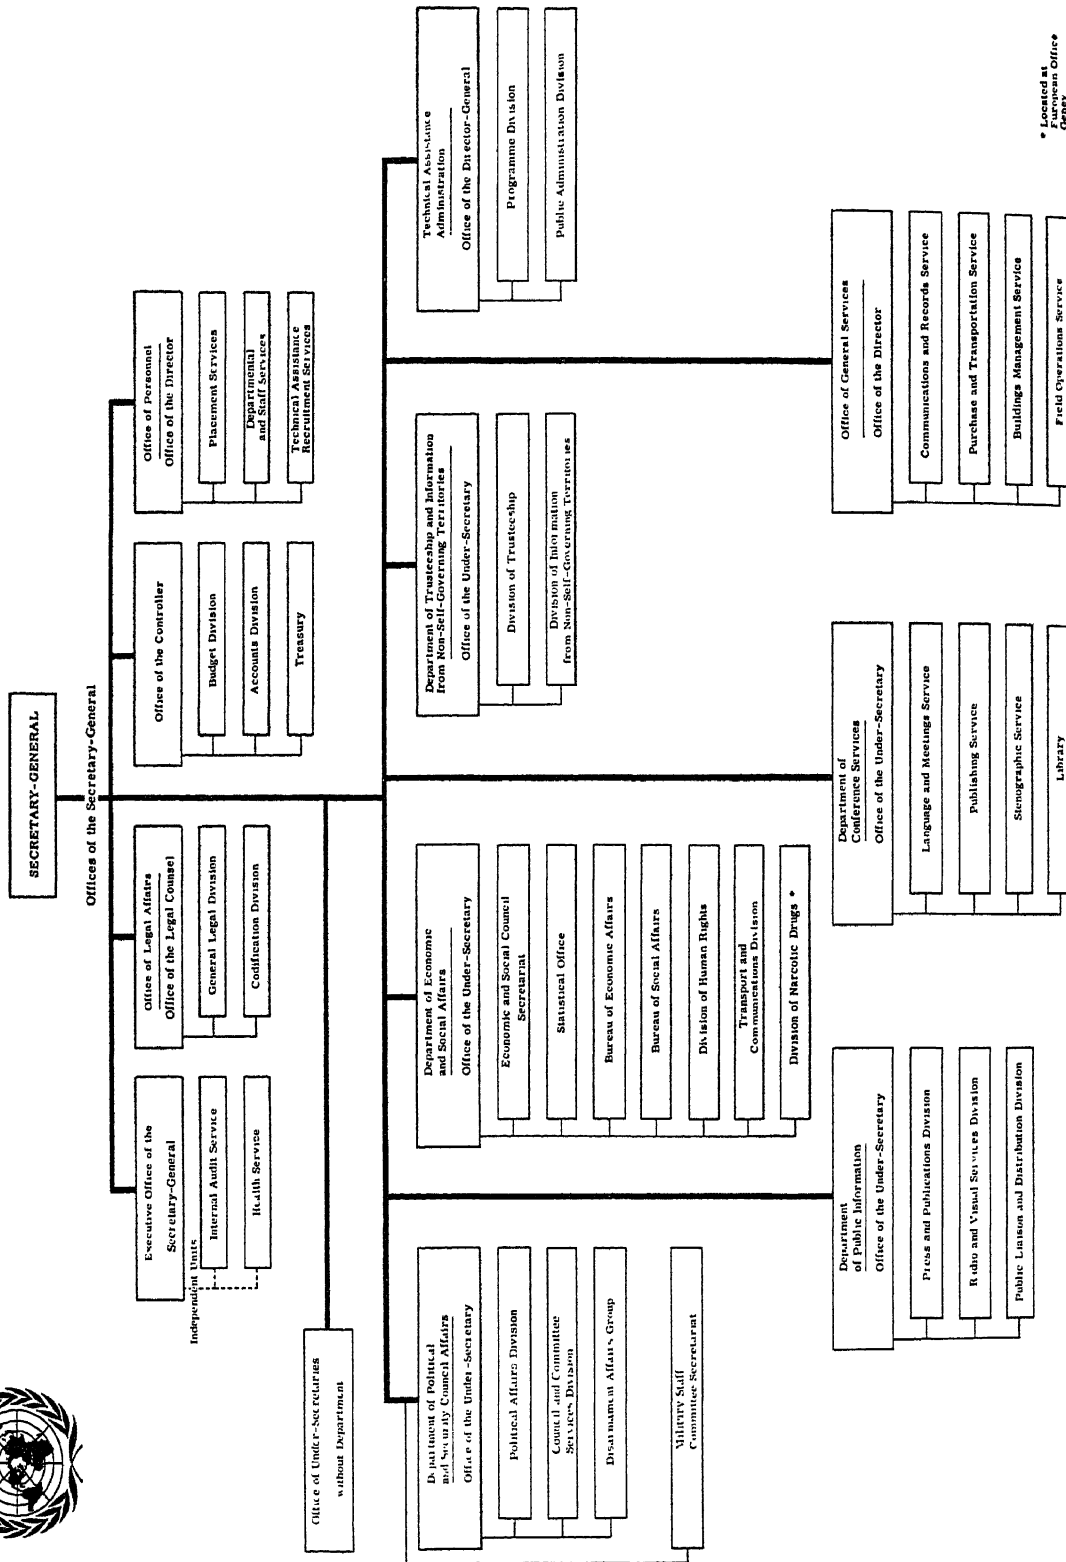 SECRETARY-GENERAL
Offices of the Secretary-General
Executive Office of the
Secretary-General
Independent Units
Internal Audit Service
Health Service
Office of Legal Affairs
Office of the Legal Counsel
General Legal Division
Codification Division
Office of the Controller
Budget Division
Accounts Division
Treasury
Office of Personnel
Office of the Director
Placement Services
Departmental
and Staff Services
Technical Assistance
Recruitment Services
Office of Under-Secretaries
without Department
Department of Political
and Security Council Affairs
Office of the Under-Secretary
Political Affairs Division
Council and Committee
Services Division
Disarmament Affairs Group
Military Staff
Committee Secretariat
Department of Economic
and Social Affairs
Office of the Under-Secretary
Economic and Social Council
Secretariat
Statistical Office
Bureau of Economic Affairs
Bureau of Social Affairs
Division of Human Rights
Transport and
Communications Division
Division of Narcotic Drugs *
Department of Trusteeship and Information
from Non-Self-Governing Territories
Office of the Under-Secretary
Division of Trusteeship
Division of Information
from Non-Self-Governing Territories
Technical Assistance
Administration
Office of the Director-General
Programme Division
Public Administration Division
Department
of Public Information
Office of the Under-Secretary
Press and Publications Division
Radio and Visual Services Division
Public Liaison and Distribution Division
Department of
Conference Services
Office of the Under-Secretary
Language and Meetings Service
Publishing Service
Stenographic Service
Library
Office of General Services
Office of the Director
Communications and Records Service
Purchase and Transportation Service
Buildings Management Service
Field Operations Service
* Located at
European Office